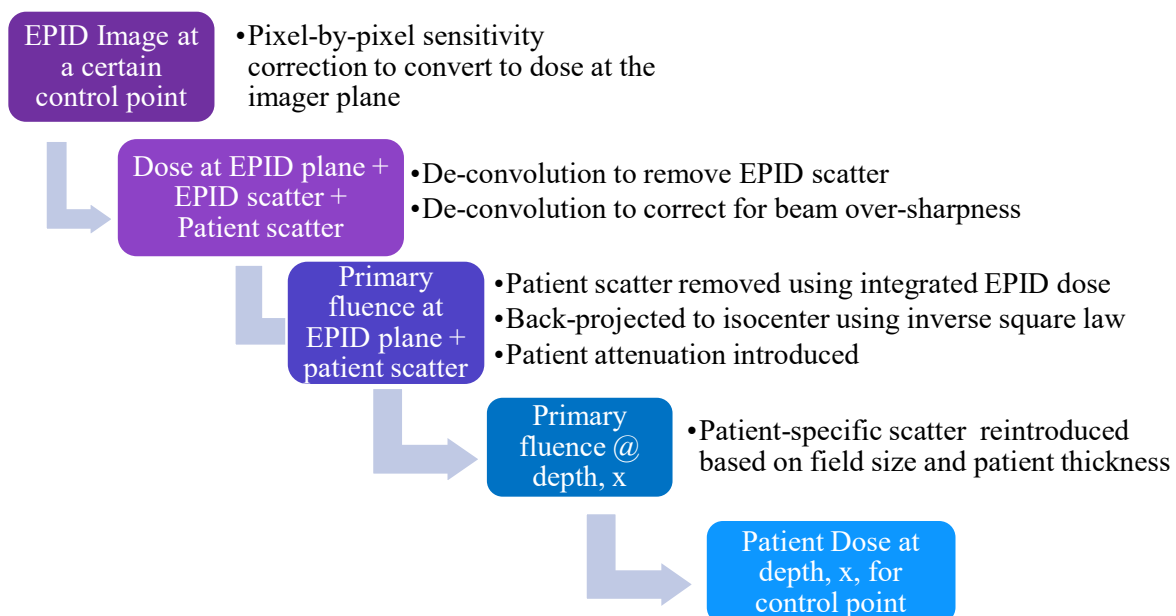 EPID Image at
a certain
control point
•Pixel-by-pixel sensitivity
correction to convert to dose at the
imager plane
Dose at EPID plane +
EPID scatter +
Patient scatter
•De-convolution to remove EPID scatter
•De-convolution to correct for beam over-sharpness
Primary
fluence at
EPID plane +
patient scatter
•Patient scatter removed using integrated EPID dose
•Back-projected to isocenter using inverse square law
•Patient attenuation introduced
Primary
fluence @
depth, x
•Patient-specific scatter reintroduced
based on field size and patient thickness
Patient Dose at
depth, x, for
control point